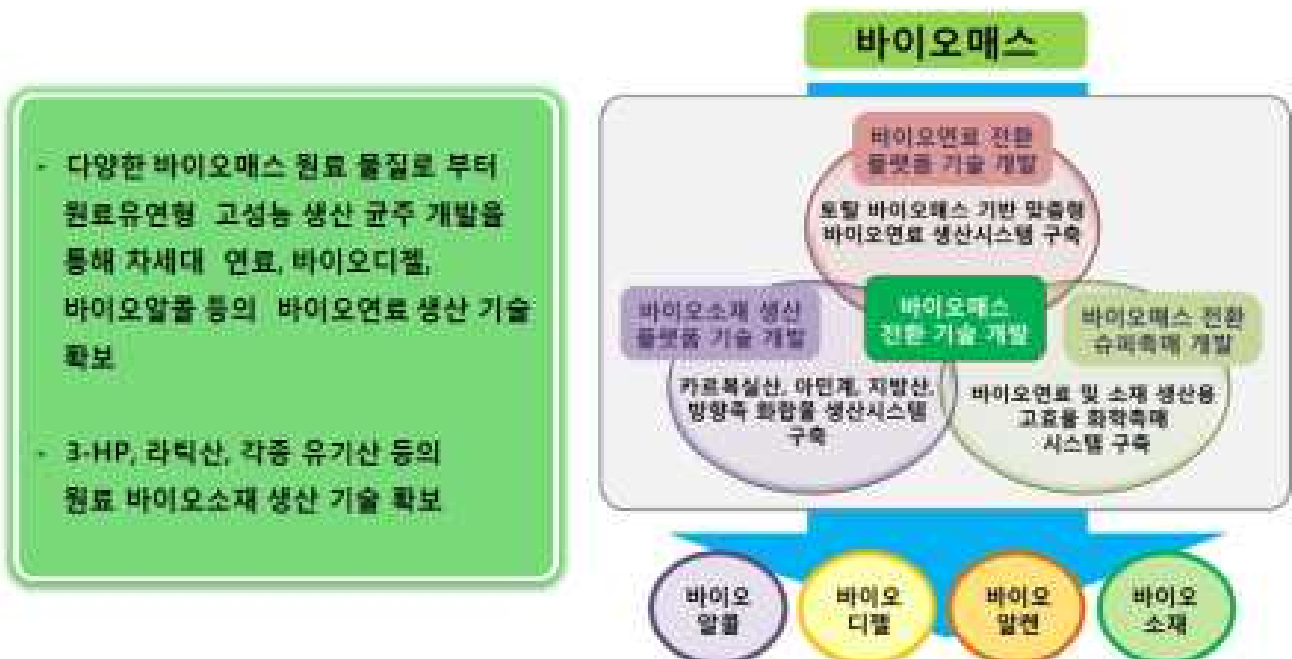 - 다양한 바이오매스 원료 물질로 부터
원료유연형 고성능 생산 균주 개발을
통해 차세대 연료, 바이오디젤,
바이오알콜 등의 바이오연료 생산 기술
확보
- 3-HP, 라틱산, 각종 유기산 등의
원료 바이오소재 생산 기술 확보
바이오매스
바이오연료 전환
플랫폼 기술 개발
토탈 바이오매스 기반 맞춤형
바이오연료 생산시스템 구축
바이오소재 생산
플랫폼 기술 개발
바이오매스
전환 기술 개발
바이오매스 전환
슈퍼촉매 개발
카르복실산, 아민계, 지방산,
방향족 화합물 생산시스템
구축
바이오연료 및 소재 생산용
고효율 화학촉매
시스템 구축
바이오
알콜
바이오
디젤
바이오
알켄
바이오
소재